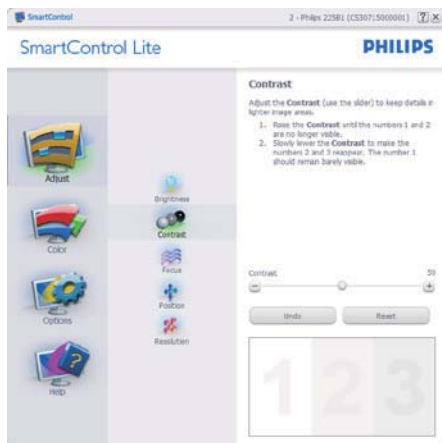 SmartControl
2 - Philips 225B1 (CS30715000001)
SmartControl Lite
PHILIPS
Adjust
Color
Options
Help
Brightness
Contrast
Focus
Position
Resolution
Contrast
Adjust the Contrast (use the slider) to keep details in
lighter image areas.
1. Raise the Contrast until the numbers 1 and 2
are no longer visible.
2. Slowly lower the Contrast to make the
numbers 2 and 3 reappear. The number 1
should remain barely visible.
Contrast 50
Undo Reset
1 2 3